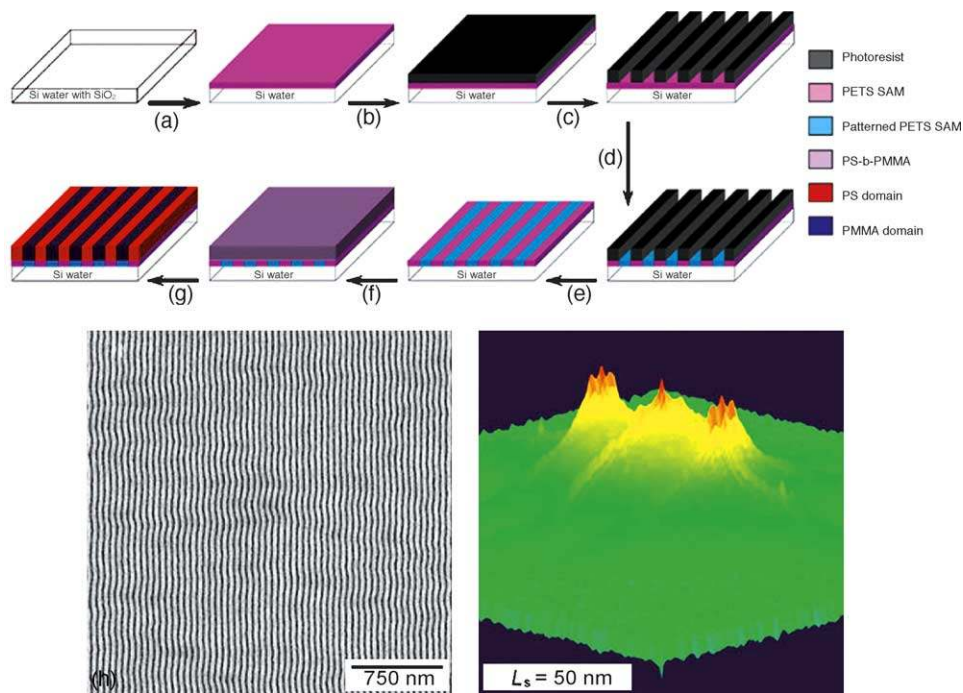 Si water with SiO₂
(a)
Si water
(b)
Si water
(c)
Si water
Photoresist
PETS SAM
Patterned PETS SAM
PS-b-PMMA
PS domain
PMMA domain
(d)
Si water
(g)
Si water
(f)
Si water
(e)
Si water
(h)
750 nm
Ls = 50 nm